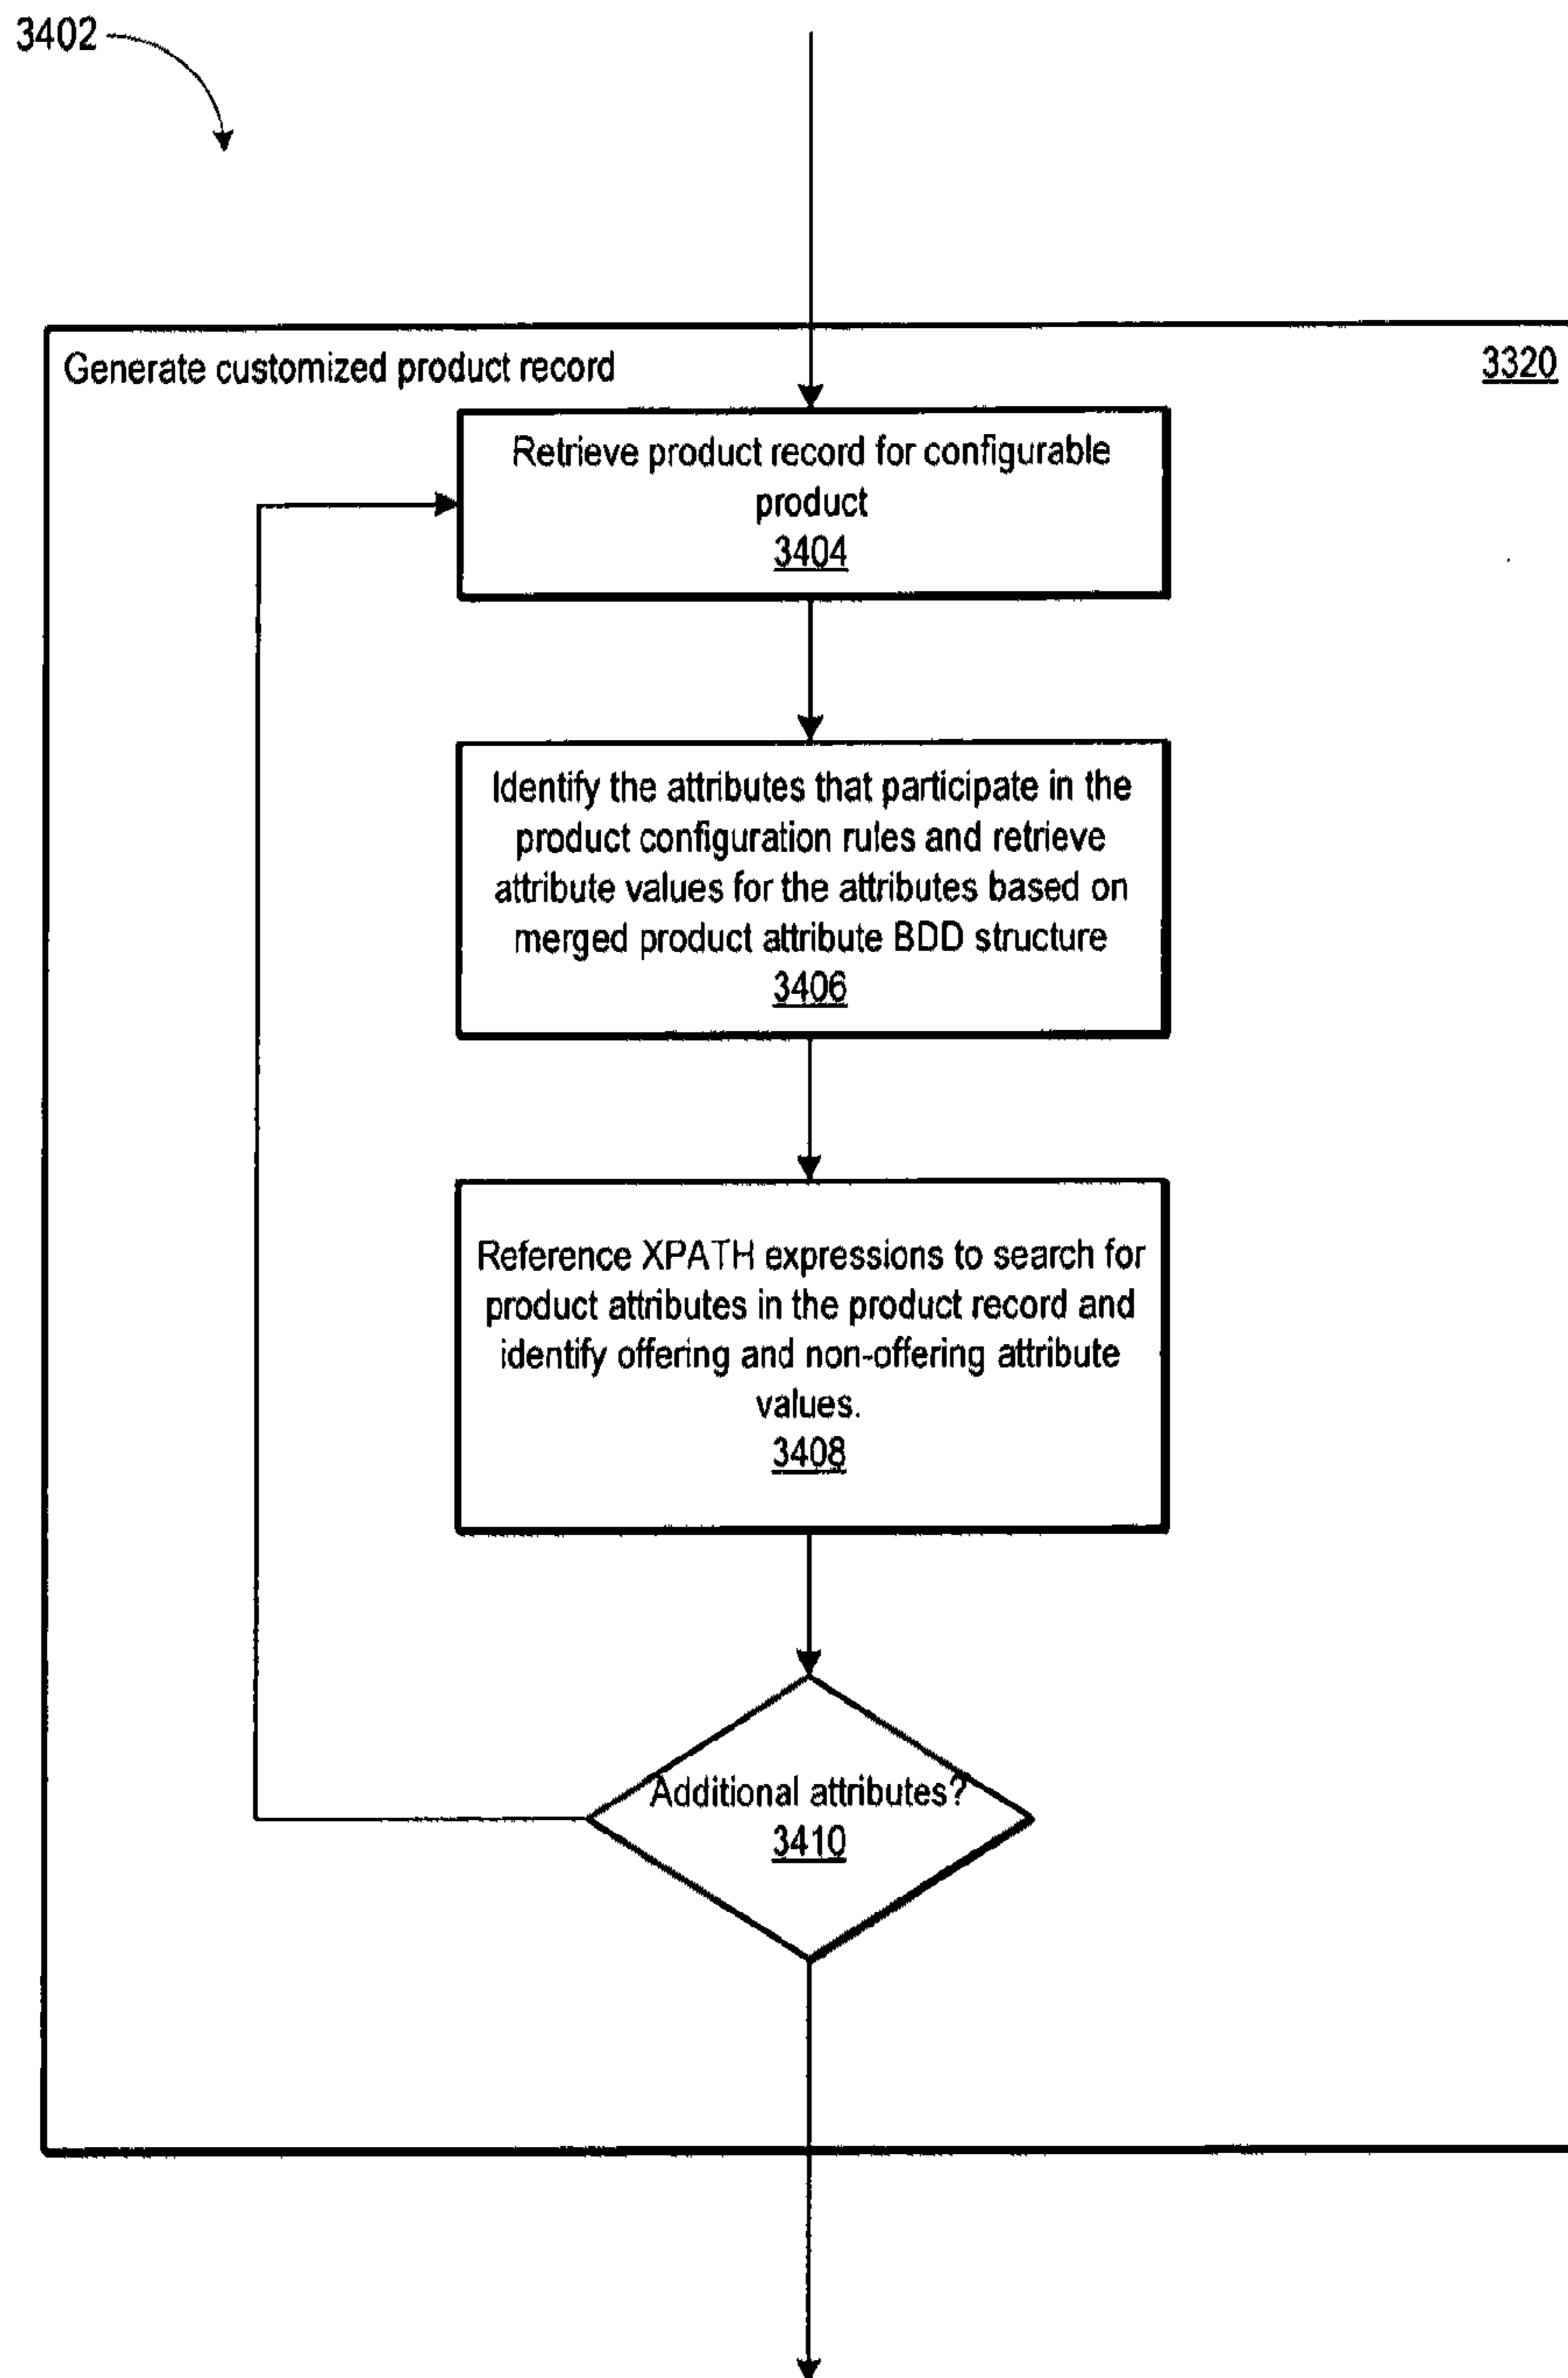 3402
Generate customized product record
3320
Retrieve product record for configurable
product
3404
Identify the attributes that participate in the
product configuration rules and retrieve
attribute values for the attributes based on
merged product attribute BDD structure
3406
Reference XPATH expressions to search for
product attributes in the product record and
identify offering and non-offering attribute
values.
3408
Additional attributes?
3410